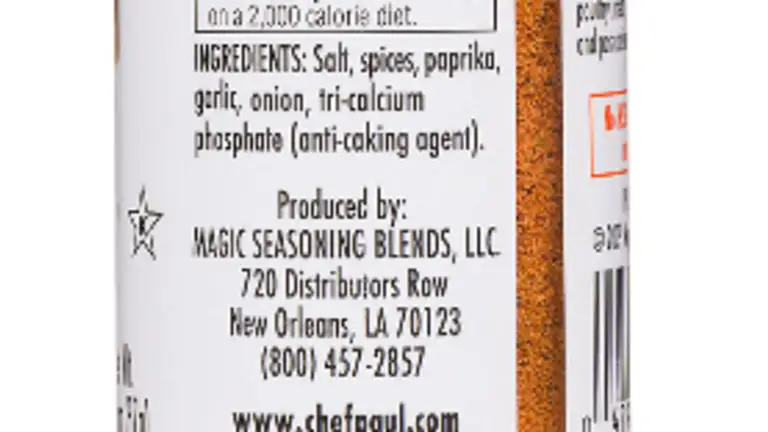 on a 2,000 calorie diet.
INGREDIENTS: Salt, spices, paprika,
garlic, onion, tri-calcium
phosphate (anti-caking agent).
Produced by:
MAGIC SEASONING BLENDS, LLC
720 Distributors Row
New Orleans, LA 70123
(800) 457-2857
www.chefpaul.com
K